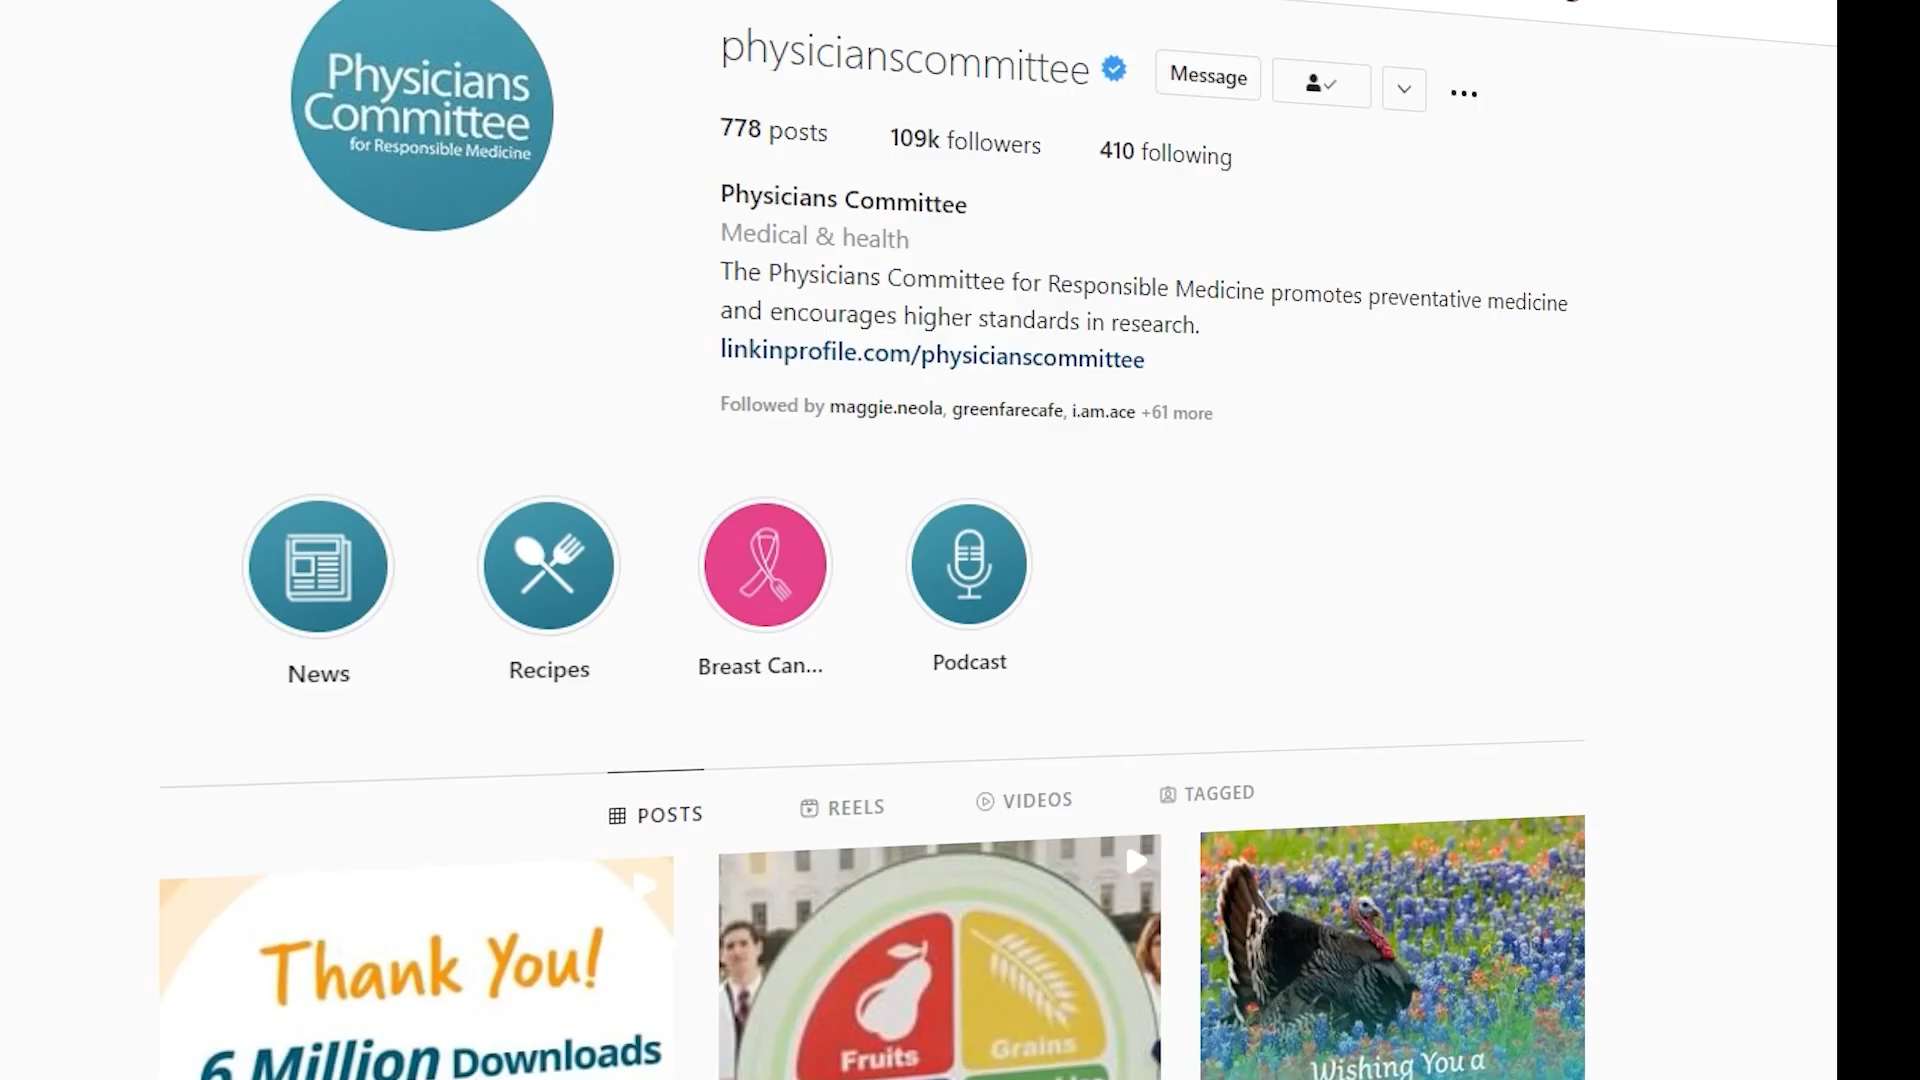 Physicians
Committee
for Responsible Medicine
physicianscommittee
Message
778 posts
109k followers
410 following
Physicians Committee
Medical & health
The Physicians Committee for Responsible Medicine promotes preventative medicine
and encourages higher standards in research.
linkinprofile.com/physicianscommittee
Followed by maggie.neola, greenfarecafe, i.am.ace +61 more
News
Recipes
Breast Can...
Podcast
POSTS
REELS
VIDEOS
TAGGED
Thank You!
6 Million Downloads
Fruits
Grains
Wishing You a